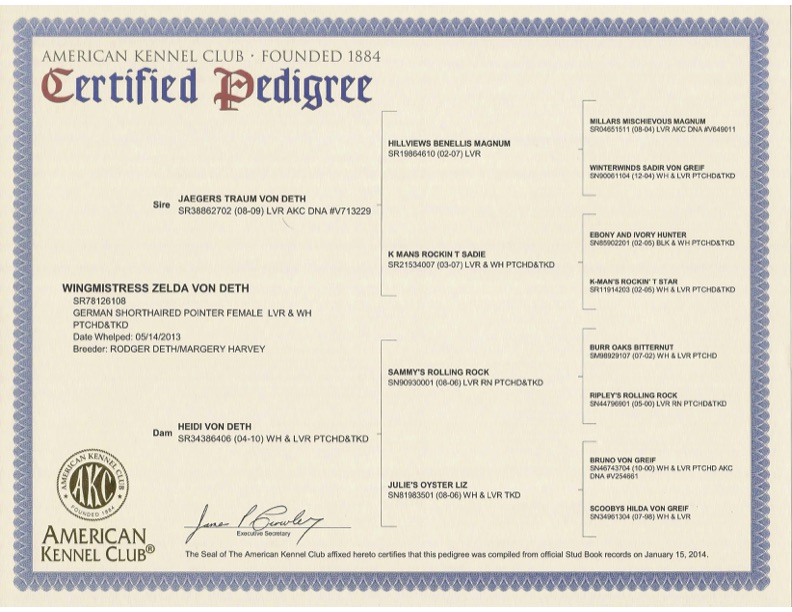 AMERICAN KENNEL CLUB · FOUNDED 1884
Certified Pedigree
MILLARS MISCHIEVOUS MAGNUM
SR04651511 (08-04) LVR AKC DNA #V649011
HILLVIEWS BENELLIS MAGNUM
SR19864610 (02-07) LVR
WINTERWINDS SADIR VON GREIF
SN90061104 (12-04) WH & LVR PTCHD&TKD
Sire
JAEGERS TRAUM VON DETH
SR38862702 (08-09) LVR AKC DNA #V713229
EBONY AND IVORY HUNTER
SN85902201 (02-05) BLK & WH PTCHD&TKD
K MANS ROCKIN T SADIE
SR21534007 (03-07) LVR & WH PTCHD&TKD
K-MAN'S ROCKIN' T STAR
SR11914203 (02-05) WH & LVR PTCHD&TKD
WINGMISTRESS ZELDA VON DETH
SR78126108
GERMAN SHORTHAIRED POINTER FEMALE LVR & WH
PTCHD&TKD
Date Whelped: 05/14/2013
Breeder: RODGER DETH/MARGERY HARVEY
BURR OAKS BITTERNUT
SM98929107 (07-02) WH & LVR PTCHD
SAMMY'S ROLLING ROCK
SN90930001 (08-06) LVR RN PTCHD&TKD
RIPLEY'S ROLLING ROCK
SN44796901 (05-00) LVR RN PTCHD&TKD
Dam
HEIDI VON DETH
SR34386406 (04-10) WH & LVR PTCHD&TKD
BRUNO VON GREIF
SN46743704 (10-00) WH & LVR PTCHD AKC
DNA #V254661
JULIE'S OYSTER LIZ
SN81983501 (08-06) WH & LVR TKD
SCOOBYS HILDA VON GREIF
SN34961304 (07-98) WH & LVR
AMERICAN KENNEL CLUB
AKC
FOUNDED 1884
AMERICAN
KENNEL CLUB®
Executive Secretary
The Seal of The American Kennel Club affixed hereto certifies that this pedigree was compiled from official Stud Book records on January 15, 2014.